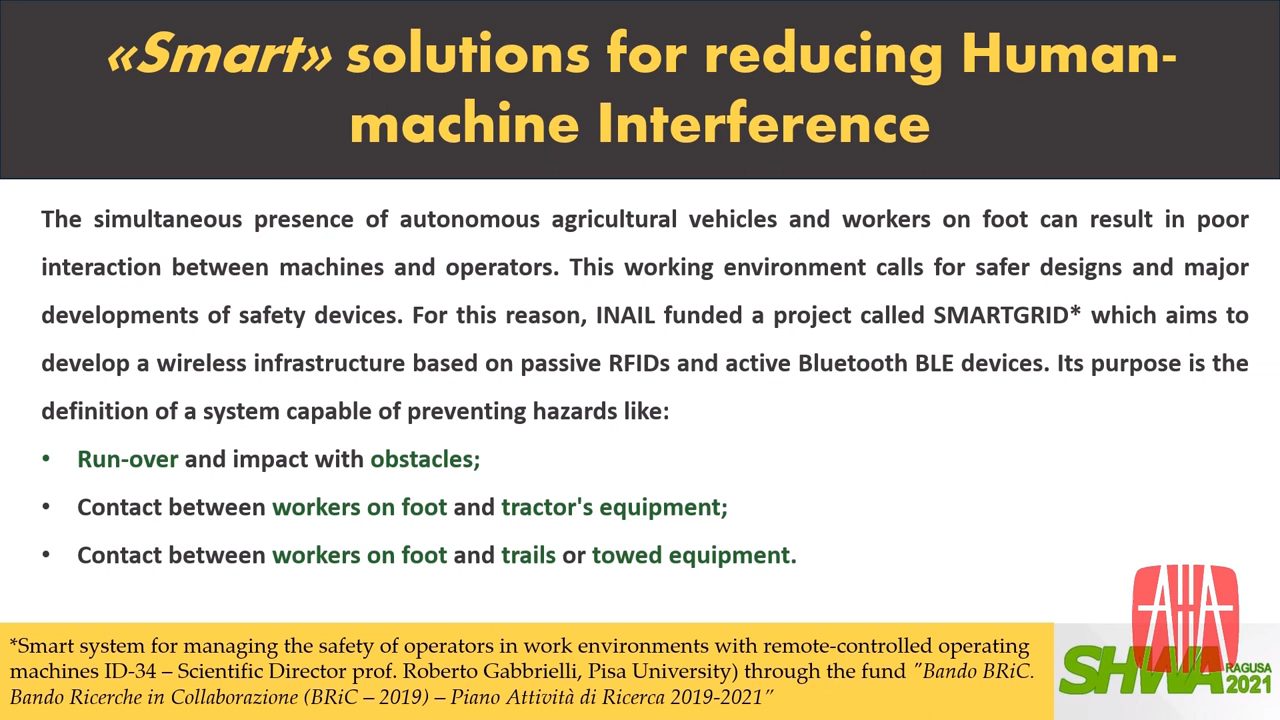 «Smart» solutions for reducing Human-
machine Interference
The simultaneous presence of autonomous agricultural vehicles and workers on foot can result in poor
interaction between machines and operators. This working environment calls for safer designs and major
developments of safety devices. For this reason, INAIL funded a project called SMARTGRID* which aims to
develop a wireless infrastructure based on passive RFIDs and active Bluetooth BLE devices. Its purpose is the
definition of a system capable of preventing hazards like:
• Run-over and impact with obstacles;
• Contact between workers on foot and tractor's equipment;
• Contact between workers on foot and trails or towed equipment.
*Smart system for managing the safety of operators in work environments with remote-controlled operating
machines ID-34 – Scientific Director prof. Roberto Gabbrielli, Pisa University) through the fund "Bando BRiC.
Bando Ricerche in Collaborazione (BRiC – 2019) – Piano Attività di Ricerca 2019-2021"
AIIA
SHWA RAGUSA
2021